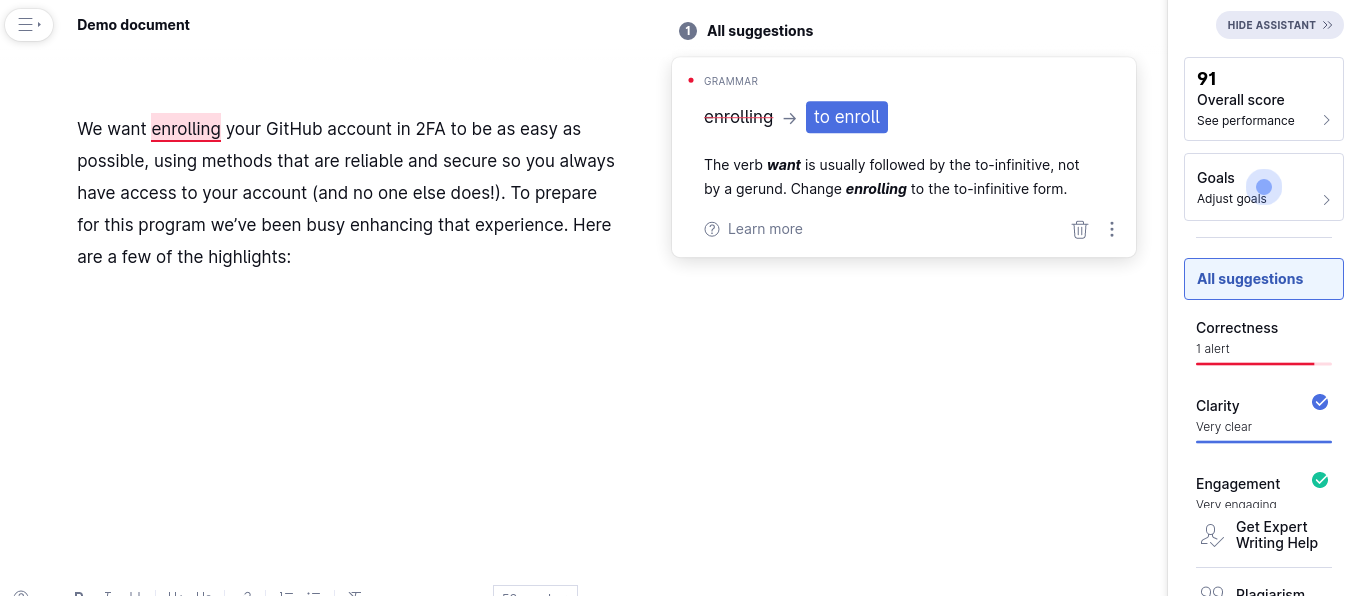 Demo document
We want enrolling your GitHub account in 2FA to be as easy as
possible, using methods that are reliable and secure so you always
have access to your account (and no one else does!). To prepare
for this program we’ve been busy enhancing that experience. Here
are a few of the highlights:
1 All suggestions
GRAMMAR
enrolling → to enroll
The verb want is usually followed by the to-infinitive, not
by a gerund. Change enrolling to the to-infinitive form.
Learn more
HIDE ASSISTANT
91
Overall score
See performance
Goals
Adjust goals
All suggestions
Correctness
1 alert
Clarity
Very clear
Engagement
Very engaging
Get Expert
Writing Help
Plagiarism